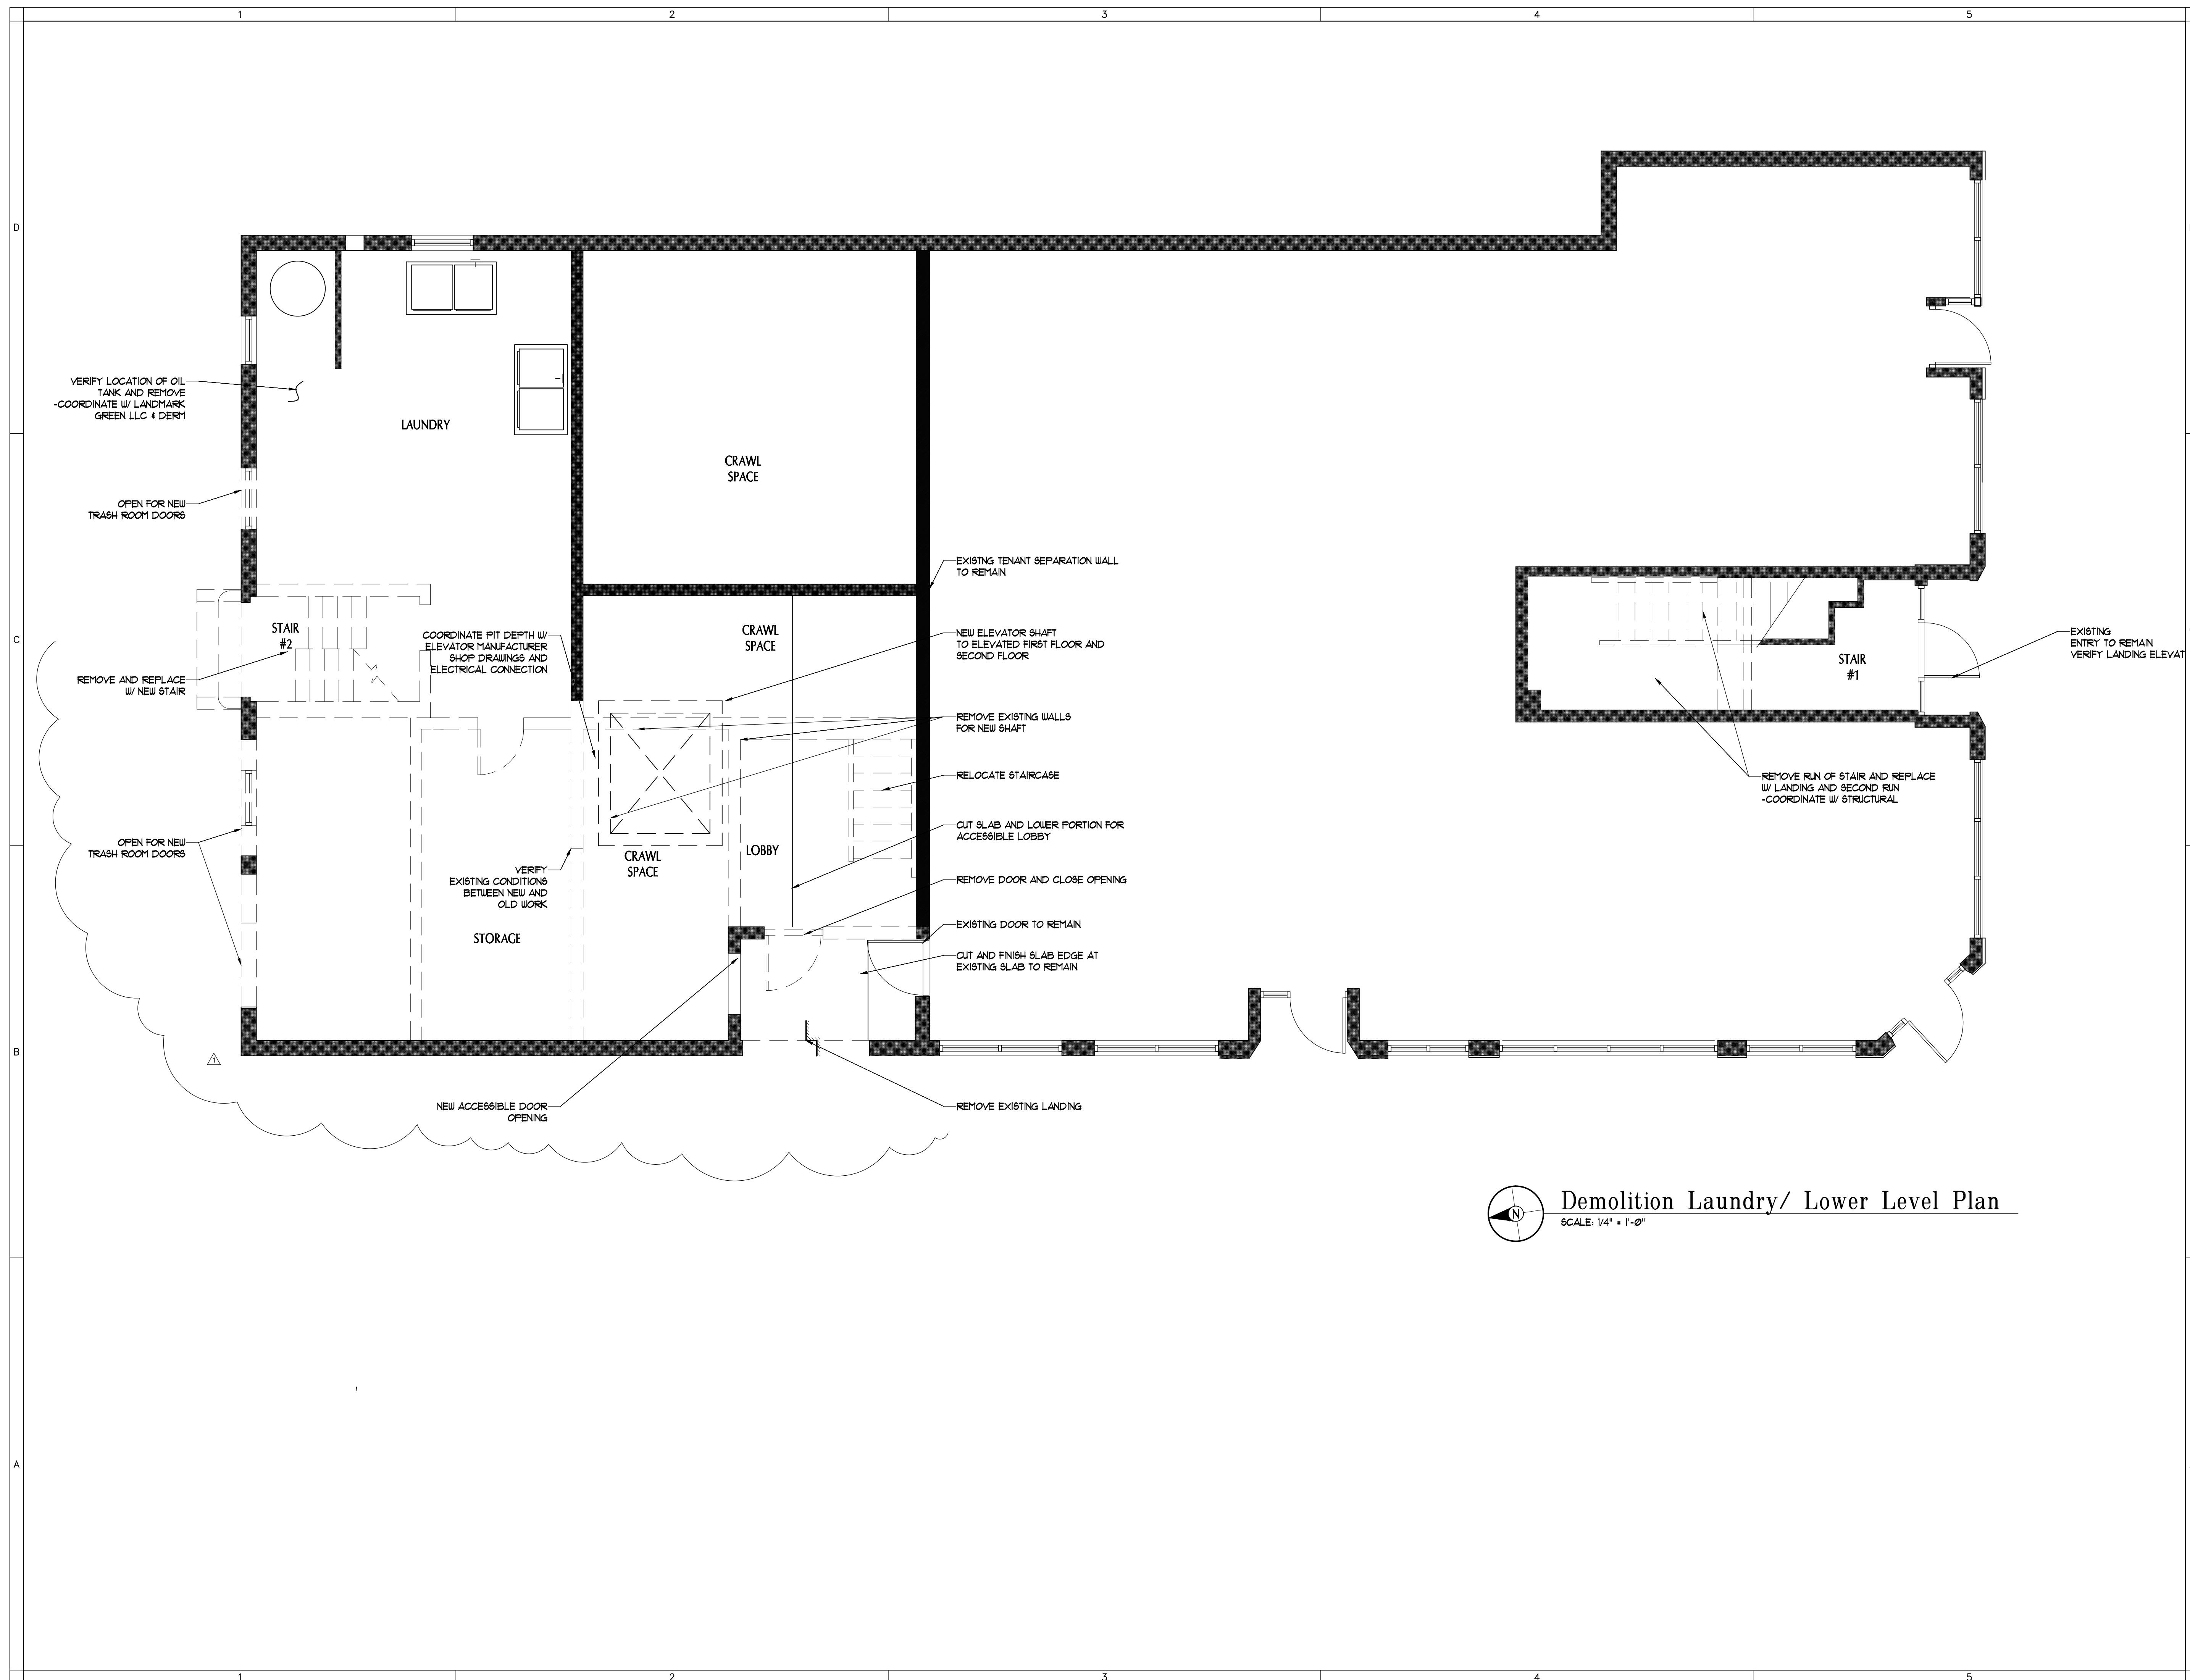 1 2 3 4 5
D
C
B
A
VERIFY LOCATION OF OIL
TANK AND REMOVE
-COORDINATE W/ LANDMARK
GREEN LLC & DERM
LAUNDRY
CRAWL
SPACE
OPEN FOR NEW
TRASH ROOM DOORS
EXISTNG TENANT SEPARATION WALL
TO REMAIN
STAIR
#2
COORDINATE PIT DEPTH W/
ELEVATOR MANUFACTURER
SHOP DRAWINGS AND
ELECTRICAL CONNECTION
CRAWL
SPACE
NEW ELEVATOR SHAFT
TO ELEVATED FIRST FLOOR AND
SECOND FLOOR
STAIR
#1
EXISTING
ENTRY TO REMAIN
VERIFY LANDING ELEVAT
REMOVE AND REPLACE
W/ NEW STAIR
REMOVE EXISTING WALLS
FOR NEW SHAFT
RELOCATE STAIRCASE
REMOVE RUN OF STAIR AND REPLACE
W/ LANDING AND SECOND RUN
-COORDINATE W/ STRUCTURAL
OPEN FOR NEW
TRASH ROOM DOORS
CUT SLAB AND LOWER PORTION FOR
ACCESSIBLE LOBBY
LOBBY
CRAWL
SPACE
VERIFY
EXISTING CONDITIONS
BETWEEN NEW AND
OLD WORK
REMOVE DOOR AND CLOSE OPENING
STORAGE
EXISTING DOOR TO REMAIN
CUT AND FINISH SLAB EDGE AT
EXISTING SLAB TO REMAIN
1
NEW ACCESSIBLE DOOR
OPENING
REMOVE EXISTING LANDING
N
Demolition Laundry/ Lower Level Plan
SCALE: 1/4" = 1'-0"
1 2 3 4 5